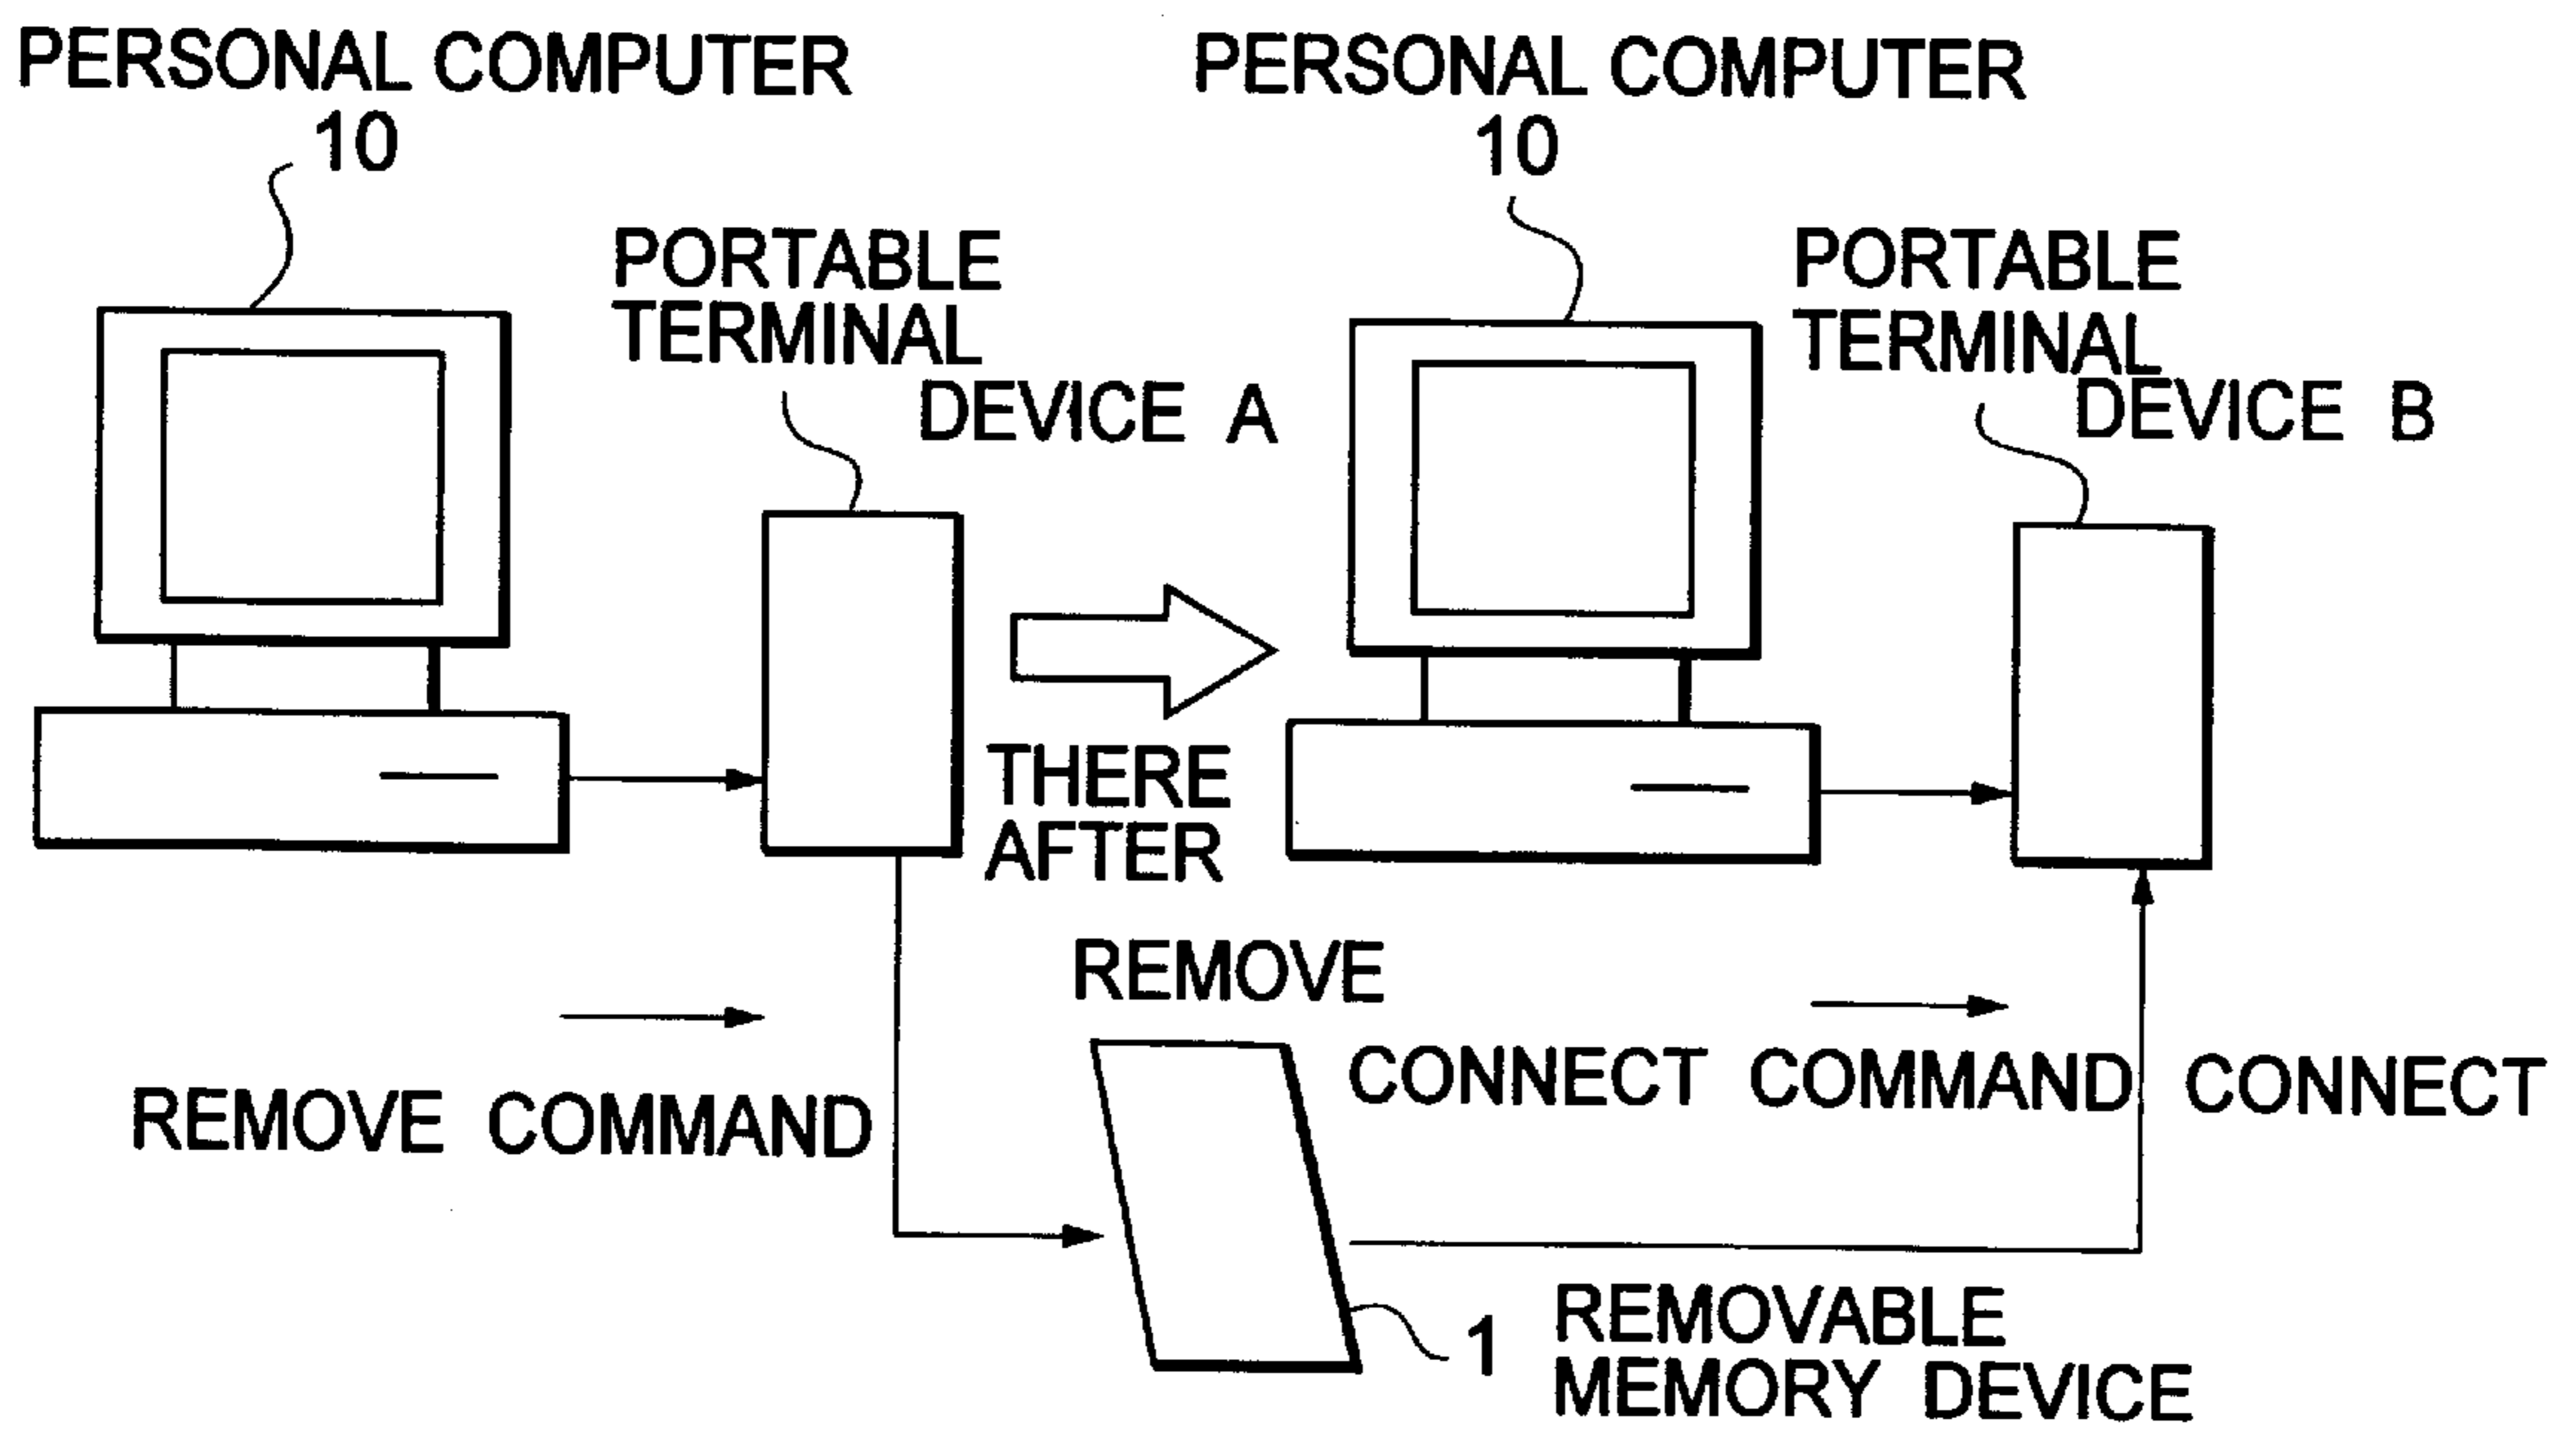 PERSONAL COMPUTER
10
PORTABLE
TERMINAL
DEVICE A
PERSONAL COMPUTER
10
PORTABLE
TERMINAL
DEVICE B
THERE
AFTER
REMOVE
REMOVE COMMAND
CONNECT COMMAND
CONNECT
1
REMOVABLE
MEMORY DEVICE